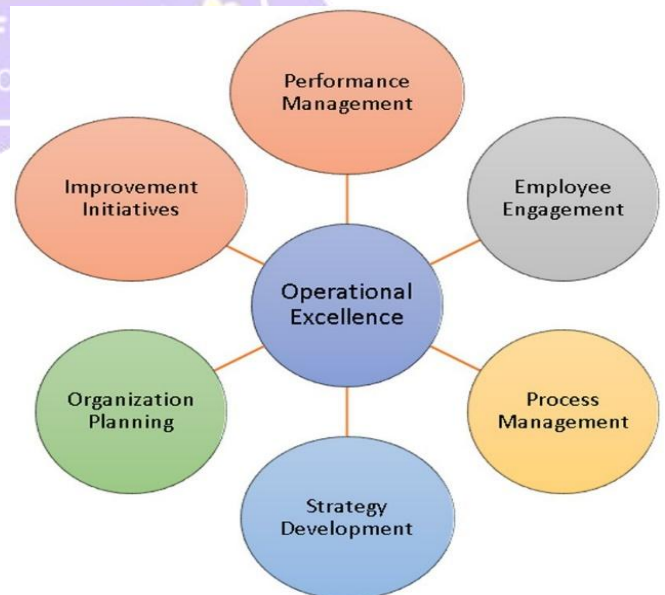 Performance
Management
Employee
Engagement
Process
Management
Strategy
Development
Organization
Planning
Improvement
Initiatives
Operational
Excellence